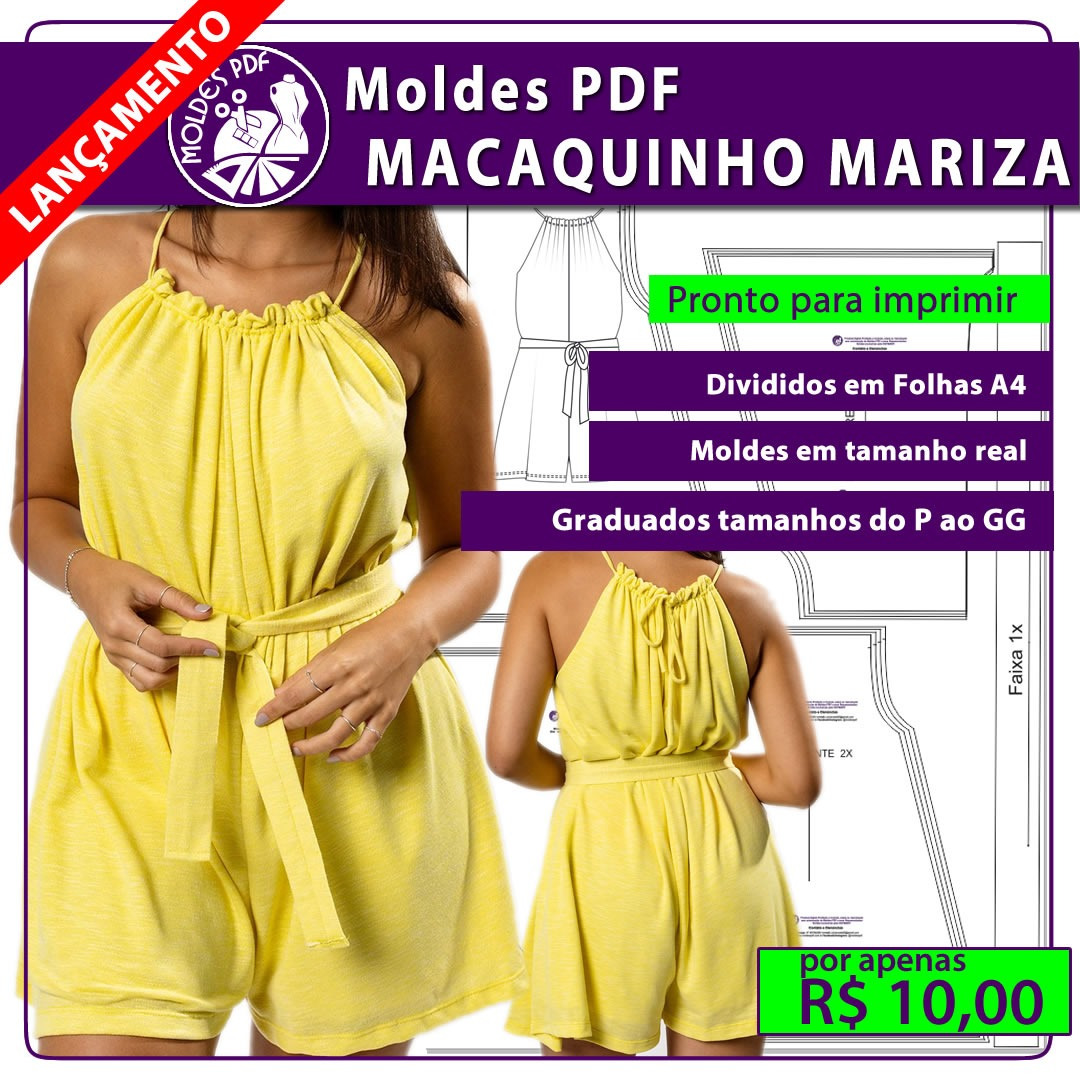 LANÇAMENTO
MOLDES PDF
Moldes PDF
MACAQUINHO MARIZA
Pronto para imprimir
Divididos em Folhas A4
Moldes em tamanho real
Graduados tamanhos do P ao GG
Faixa 1x
NTE 2X
por apenas
R$ 10,00